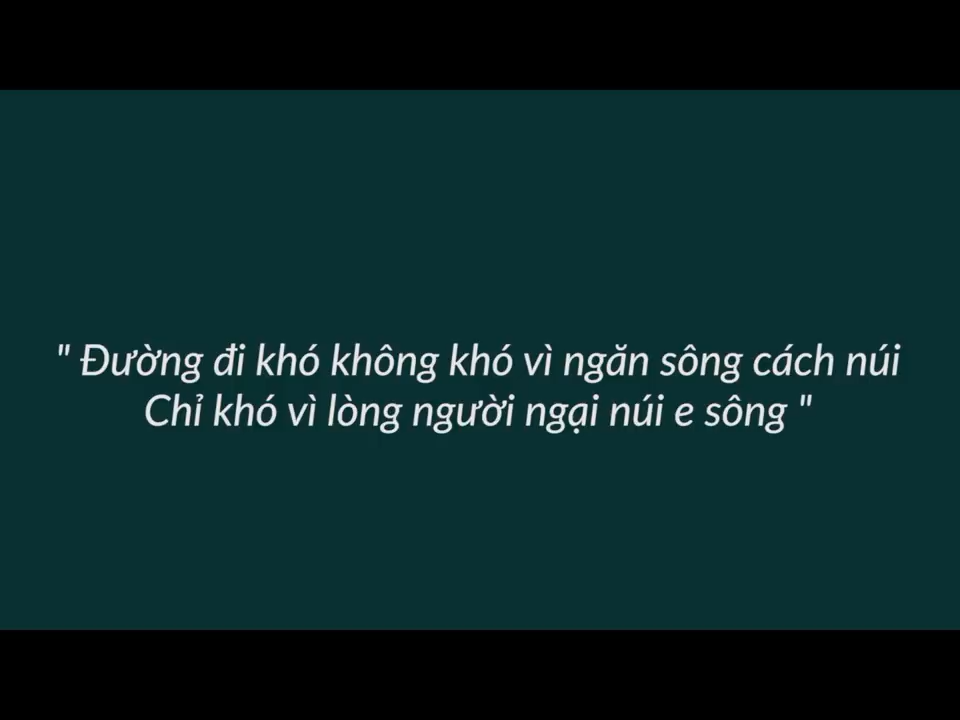 " Đường đi khó không khó vì ngăn sông cách núi
Chỉ khó vì lòng người ngại núi e sông "